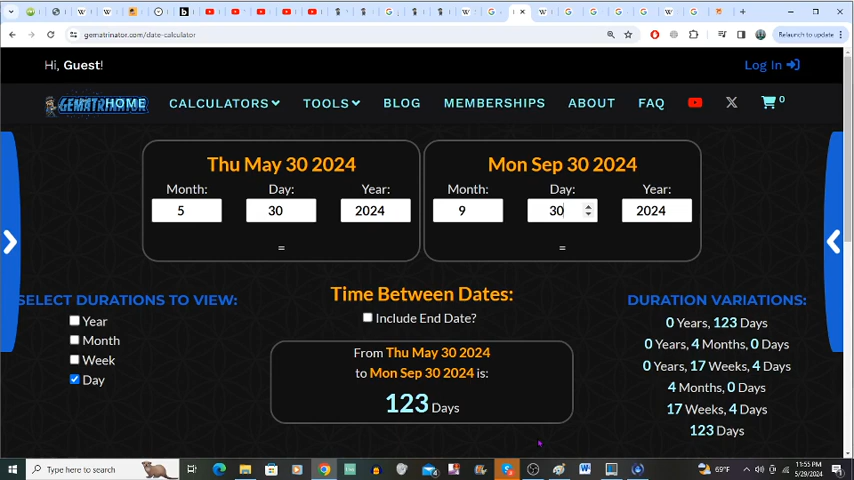 gematrinator.com/date-calculator
Relaunch to update
Hi, Guest!
Log In
GEMATRINATOR
HOME
CALCULATORS
TOOLS
BLOG
MEMBERSHIPS
ABOUT
FAQ
0
Thu May 30 2024
Month:
Day:
Year:
5
30
2024
=
Mon Sep 30 2024
Month:
Day:
Year:
9
30
2024
=
SELECT DURATIONS TO VIEW:
Year
Month
Week
Day
Time Between Dates:
Include End Date?
From Thu May 30 2024
to Mon Sep 30 2024 is:
123 Days
DURATION VARIATIONS:
0 Years, 123 Days
0 Years, 4 Months, 0 Days
0 Years, 17 Weeks, 4 Days
4 Months, 0 Days
17 Weeks, 4 Days
123 Days
Type here to search
69°F
11:55 PM
5/29/2024